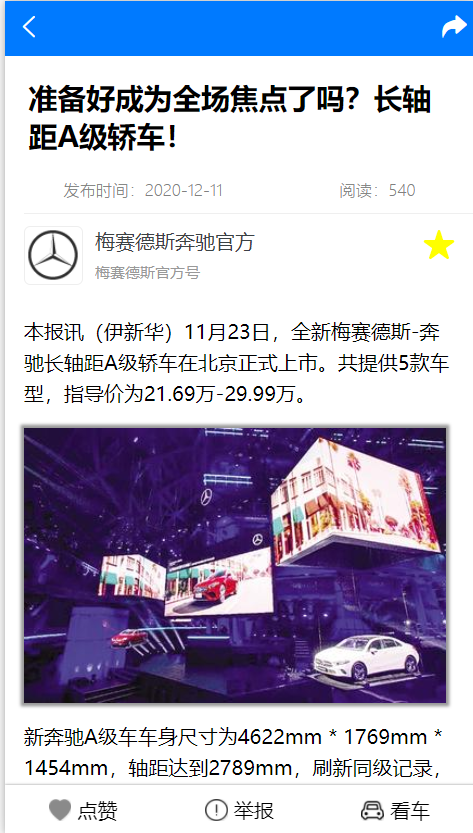 准备好成为全场焦点了吗？长轴
距A级轿车！
发布时间：2020-12-11 阅读：540
梅赛德斯奔驰官方
梅赛德斯官方号
本报讯（伊新华）11月23日，全新梅赛德斯-奔
驰长轴距A级轿车在北京正式上市。共提供5款车
型，指导价为21.69万-29.99万。
新奔驰A级车车身尺寸为4622mm * 1769mm *
1454mm，轴距达到2789mm，刷新同级记录，
点赞 举报 看车